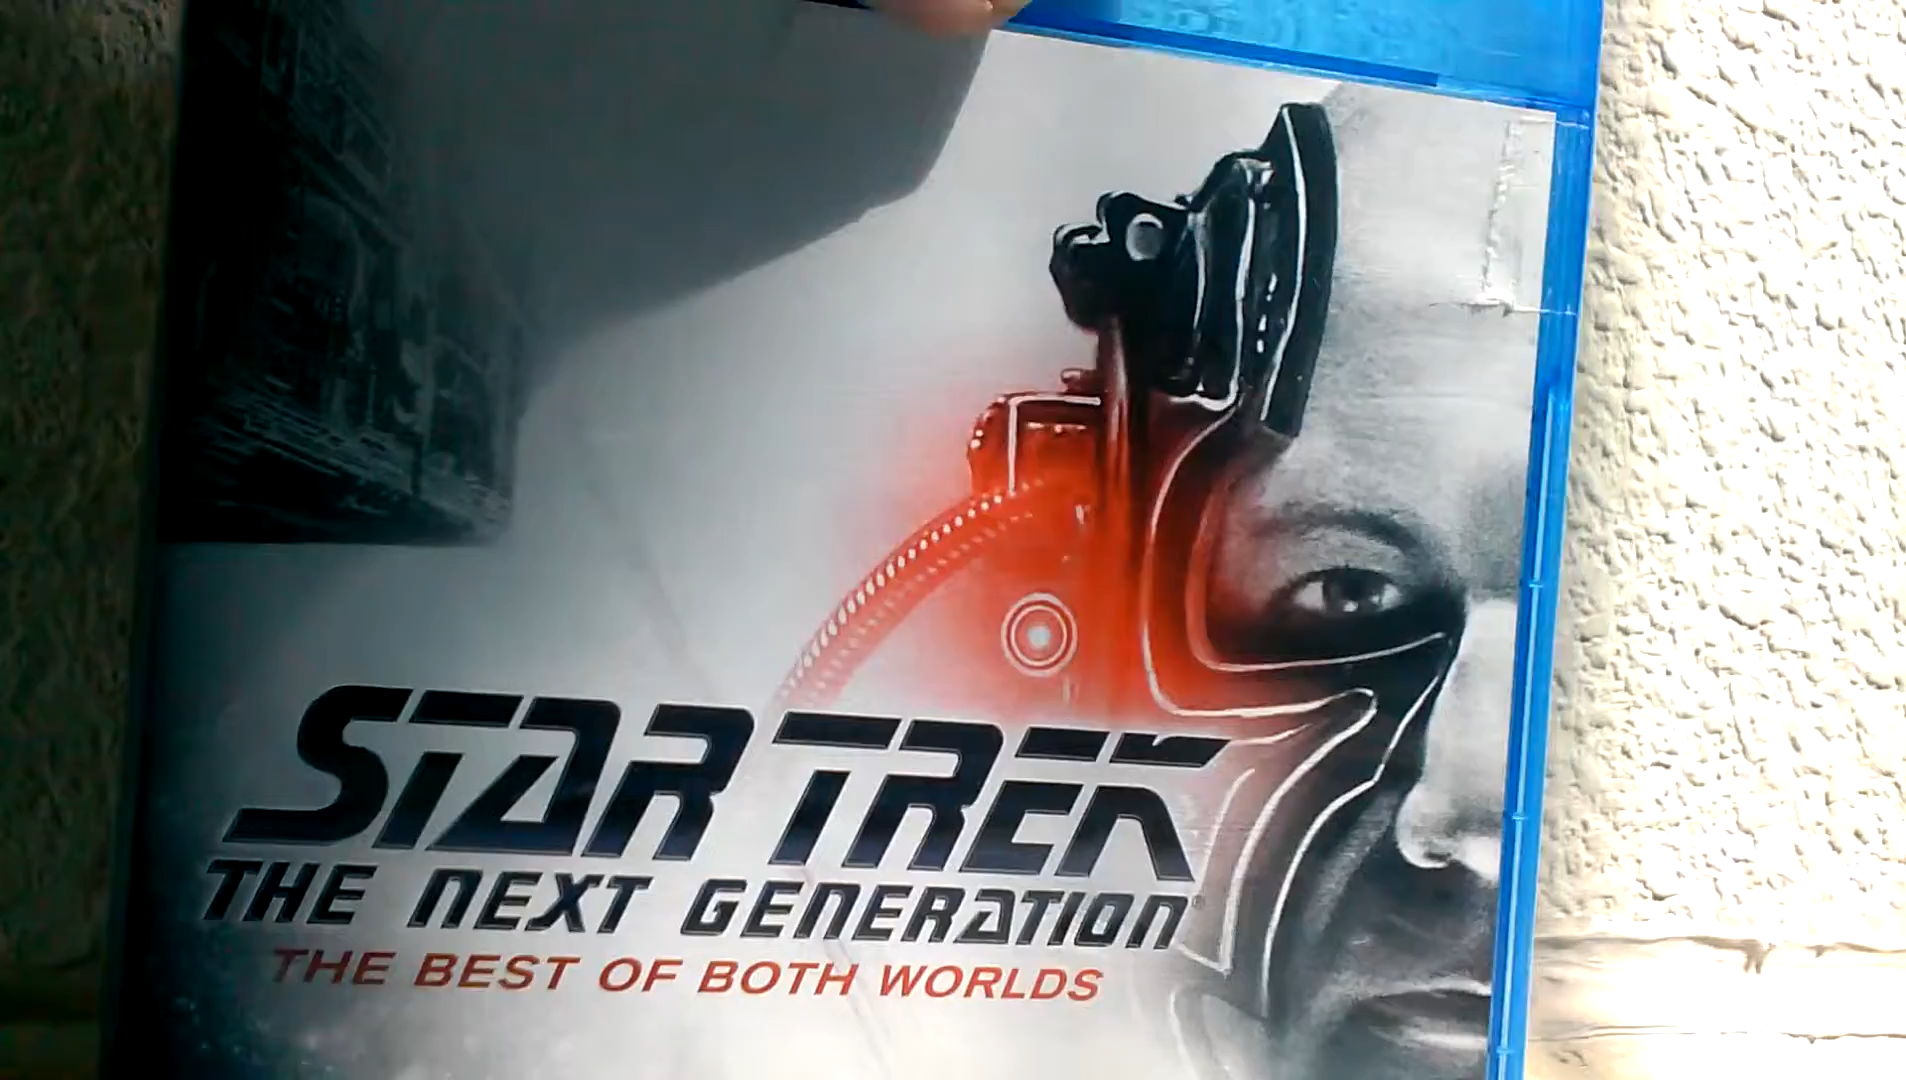 STAR TREK
THE NEXT GENERATION®
THE BEST OF BOTH WORLDS